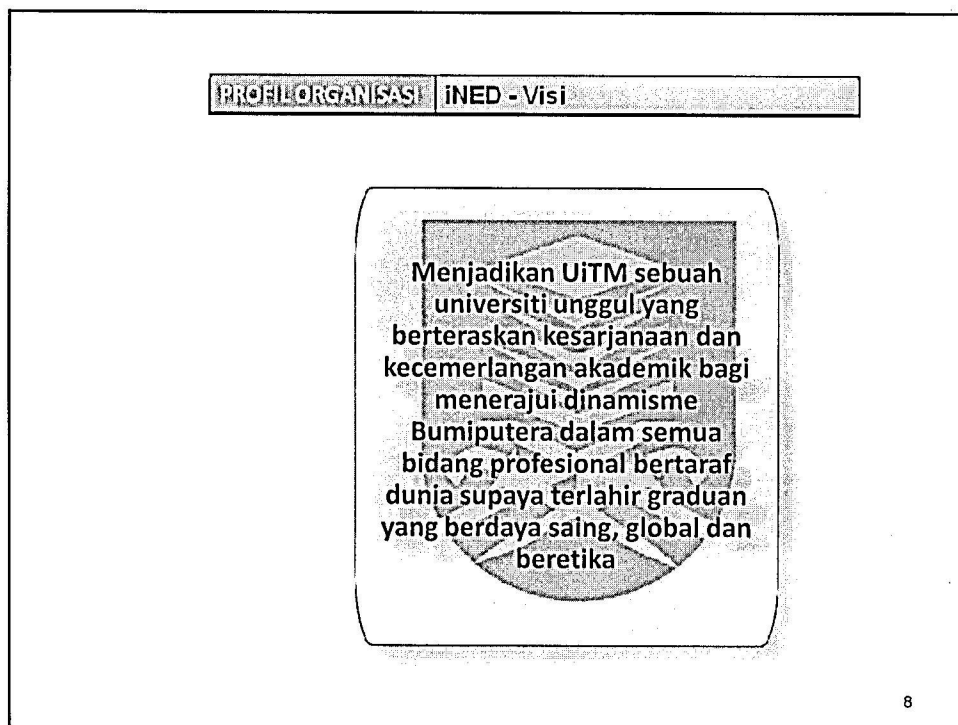 PROFIL ORGANISASI iNED - Visi
Menjadikan UiTM sebuah
universiti unggul yang
berteraskan kesarjanaan dan
kecemerlangan akademik bagi
menerajui dinamisme
Bumiputera dalam semua
bidang profesional bertaraf
dunia supaya terlahir graduan
yang berdaya saing, global dan
beretika
8